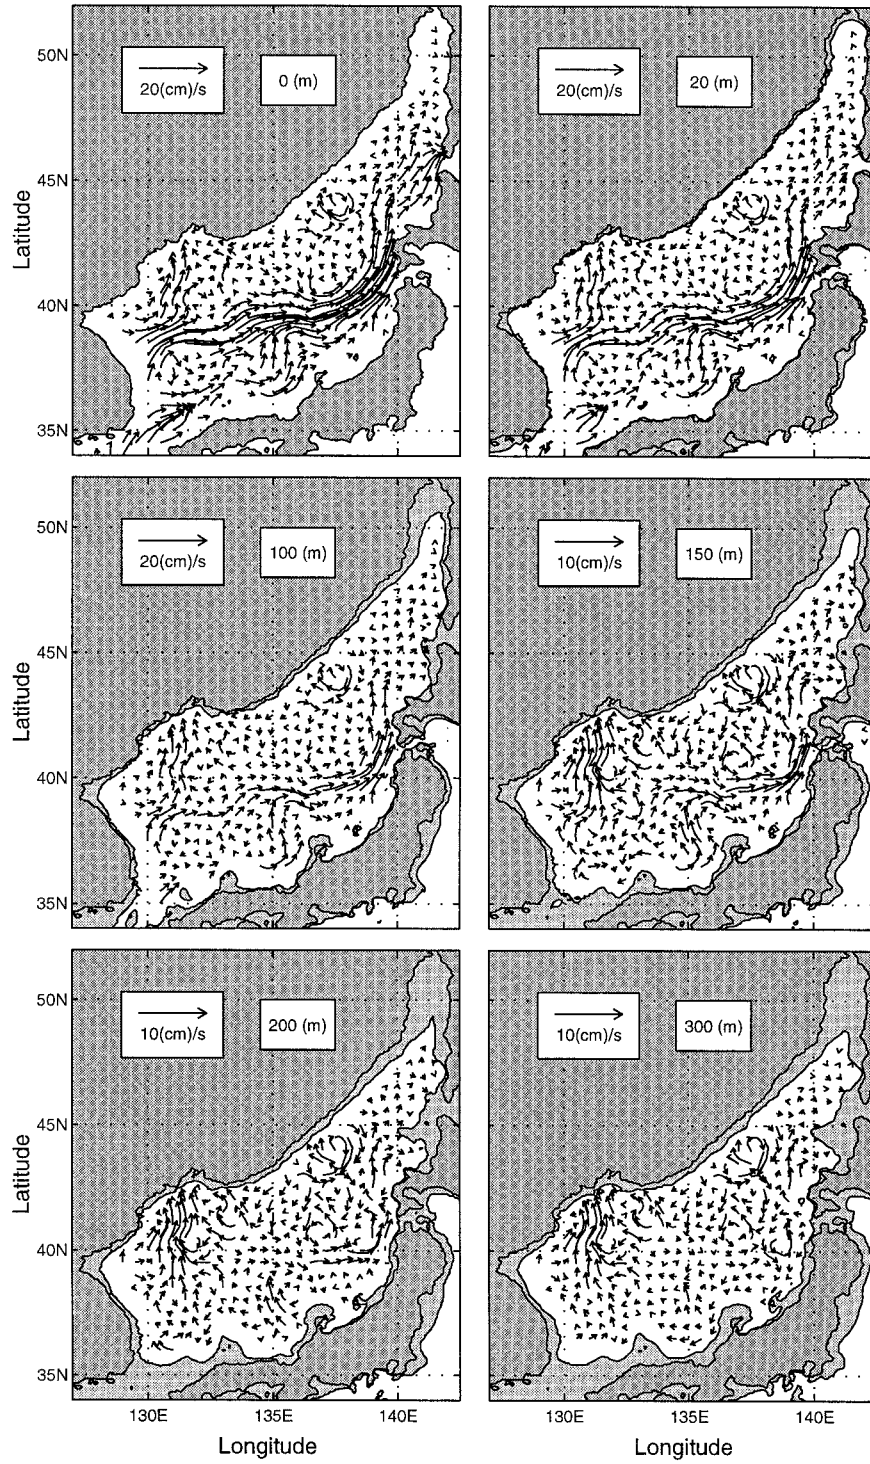 50N
20(cm)/s
0 (m)
20(cm)/s
20 (m)
45N
Latitude
40N
35N
50N
20(cm)/s
100 (m)
10(cm)/s
150 (m)
45N
Latitude
40N
35N
50N
10(cm)/s
200 (m)
10(cm)/s
300 (m)
45N
Latitude
40N
35N
130E
135E
140E
130E
135E
140E
Longitude
Longitude